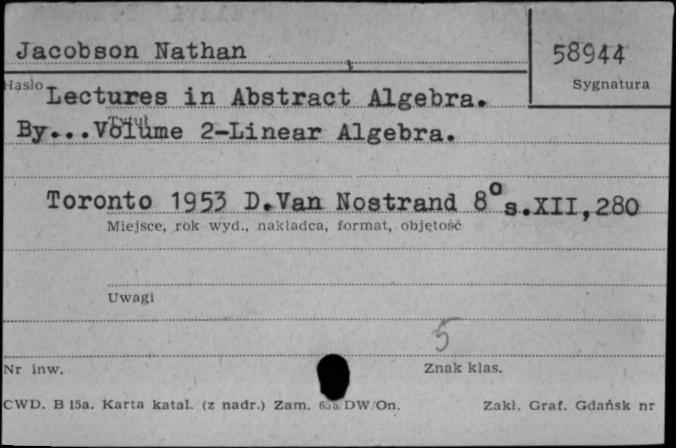 Jacobson Nathan
58944
Hasło
Sygnatura
Lectures in Abstract Algebra.
Tytuł
By...Volume 2-Linear Algebra.
Toronto 1953 D.Van Nostrand 8° s.XII,280
Miejsce, rok wyd., nakładca, format, objętość
Uwagi
5
Nr inw.
Znak klas.
CWD. B 15a. Karta katal. (z nadr.) Zam. DW/On.
Zakł. Graf. Gdańsk nr